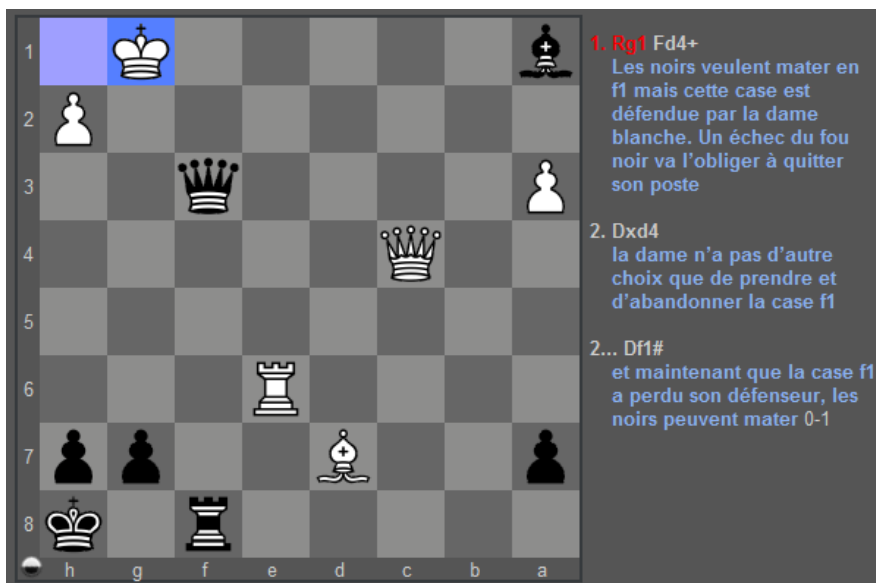 1
2
3
4
5
6
7
8
h g f e d c b a
1. Rg1 Fd4+
Les noirs veulent mater en
f1 mais cette case est
défendue par la dame
blanche. Un échec du fou
noir va l’obliger à quitter
son poste
2. Dxd4
la dame n’a pas d’autre
choix que de prendre et
d’abandonner la case f1
2... Df1#
et maintenant que la case f1
a perdu son défenseur, les
noirs peuvent mater 0-1